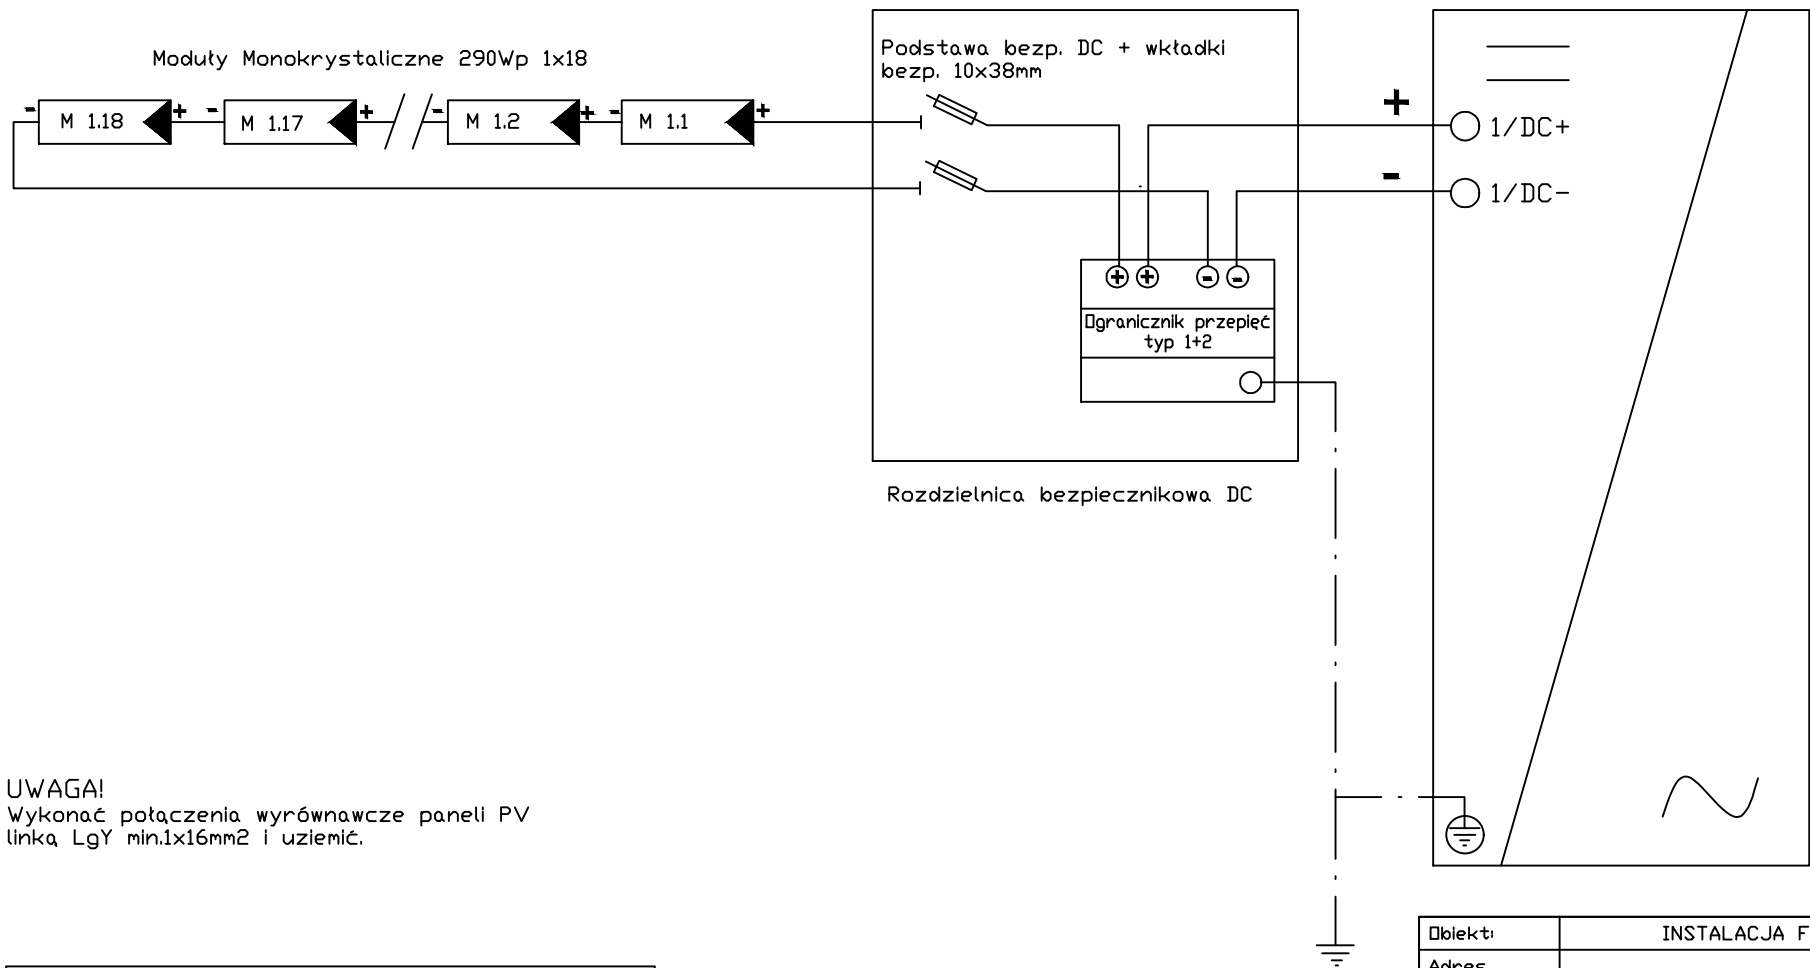 Moduły Monokrystaliczne 290Wp 1x18
- M 1.18 + - M 1.17 + - M 1.2 + - M 1.1 +
Podstawa bezp. DC + wkładki
bezp. 10x38mm
+
1/DC+
-
1/DC-
+ + - -
Ogranicznik przepięć
typ 1+2
Rozdzielnica bezpiecznikowa DC
UWAGA!
Wykonać połączenia wyrównawcze paneli PV
linką LgY min.1x16mm2 i uziemić.
Obiekt: INSTALACJA F
Adres